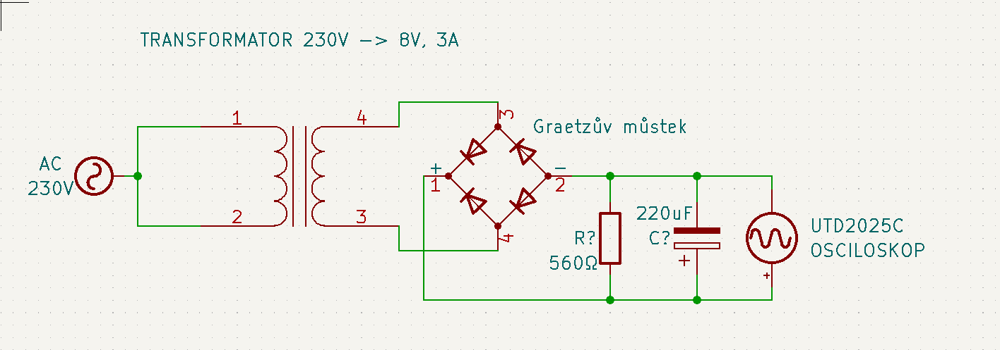 TRANSFORMATOR 230V -> 8V, 3A
1
4
3
Graetzův můstek
AC
230V
+
1
-
2
2
3
4
220uF
R?
C?
560Ω
+
UTD2025C
OSCILOSKOP
+